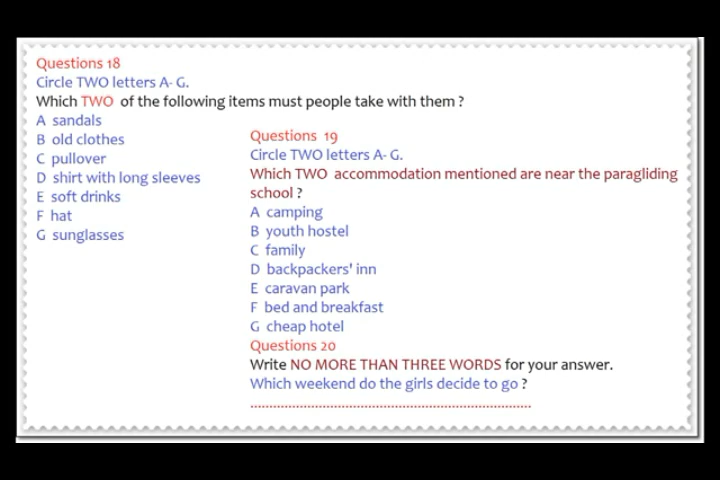 Questions 18
Circle TWO letters A- G.
Which TWO of the following items must people take with them ?
A sandals
B old clothes
C pullover
D shirt with long sleeves
E soft drinks
F hat
G sunglasses
Questions 19
Circle TWO letters A- G.
Which TWO accommodation mentioned are near the paragliding
school ?
A camping
B youth hostel
C family
D backpackers' inn
E caravan park
F bed and breakfast
G cheap hotel
Questions 20
Write NO MORE THAN THREE WORDS for your answer.
Which weekend do the girls decide to go ?